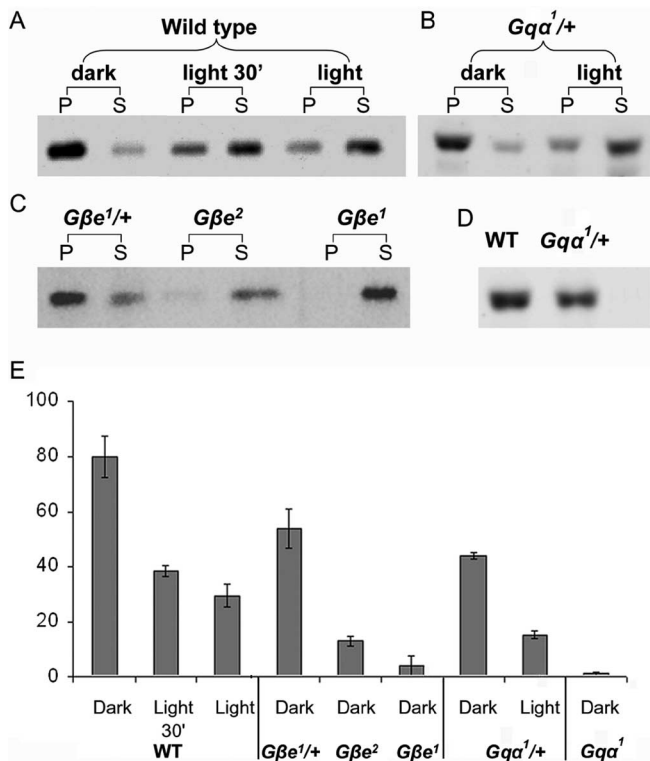 A
Wild type
dark light 30' light
P S P S P S
B
Gqα¹/+
dark light
P S P S
C
Gβe¹/+ Gβe² Gβe¹
P S P S P S
D
WT Gqα¹/+
E
100
80
60
40
20
0
Dark Light 30' Light Dark Dark Dark Dark Light Dark
WT Gβe¹/+ Gβe² Gβe¹ Gqα¹/+ Gqα¹